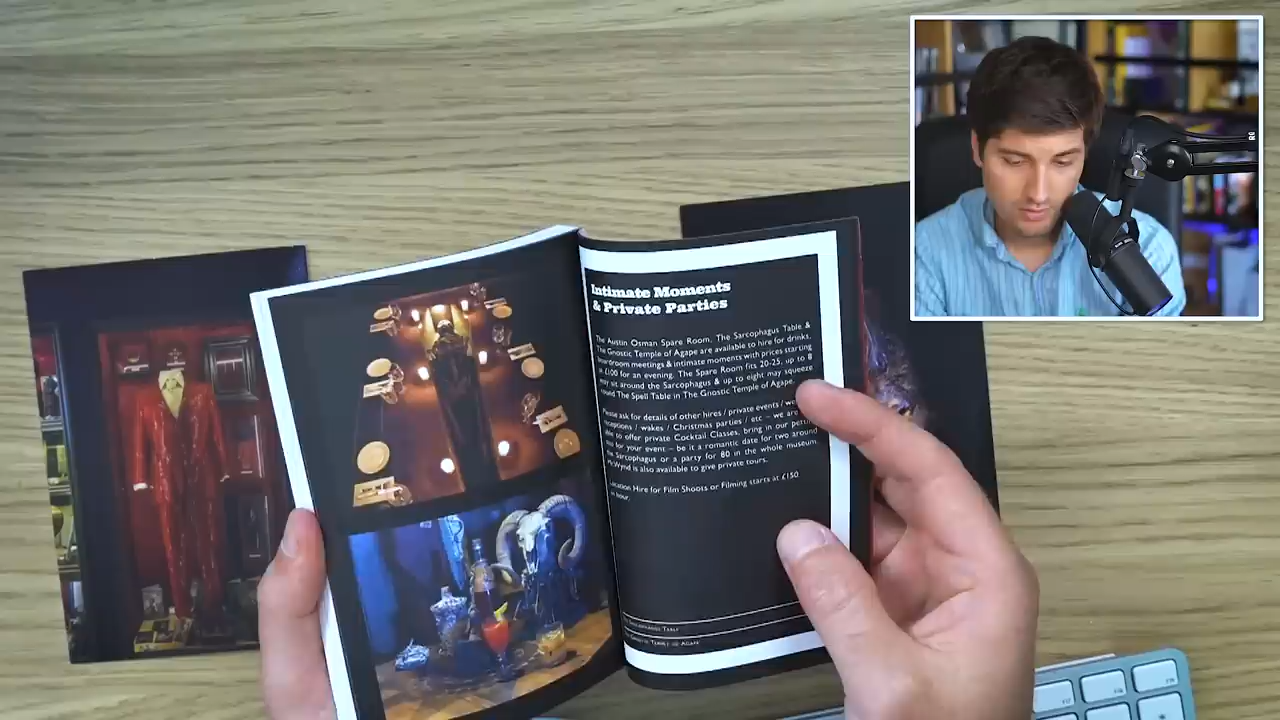 Intimate Moments
& Private Parties
The Austin Osman Spare Room, The Sarcophagus Table &
The Gnostic Temple of Agape are available to hire for drinks,
boardroom meetings & intimate moments with prices starting
at £100 for an evening. The Spare Room fits 20-25, up to 8
may sit around the Sarcophagus & up to eight may squeeze
round The Spell Table in The Gnostic Temple of Agape.
Please ask for details of other hires / private events /
receptions / wakes / Christmas parties / etc – we are
able to offer private Cocktail Classes, bring in our
for your event – be it a romantic date for two around
the Sarcophagus or a party for 80 in the whole museum.
Mr Wynd is also available to give private tours.
Location Hire for Film Shoots or Filming starts at £150
an hour.
The Sarcophagus Table
The Gnostic Temple of Agape